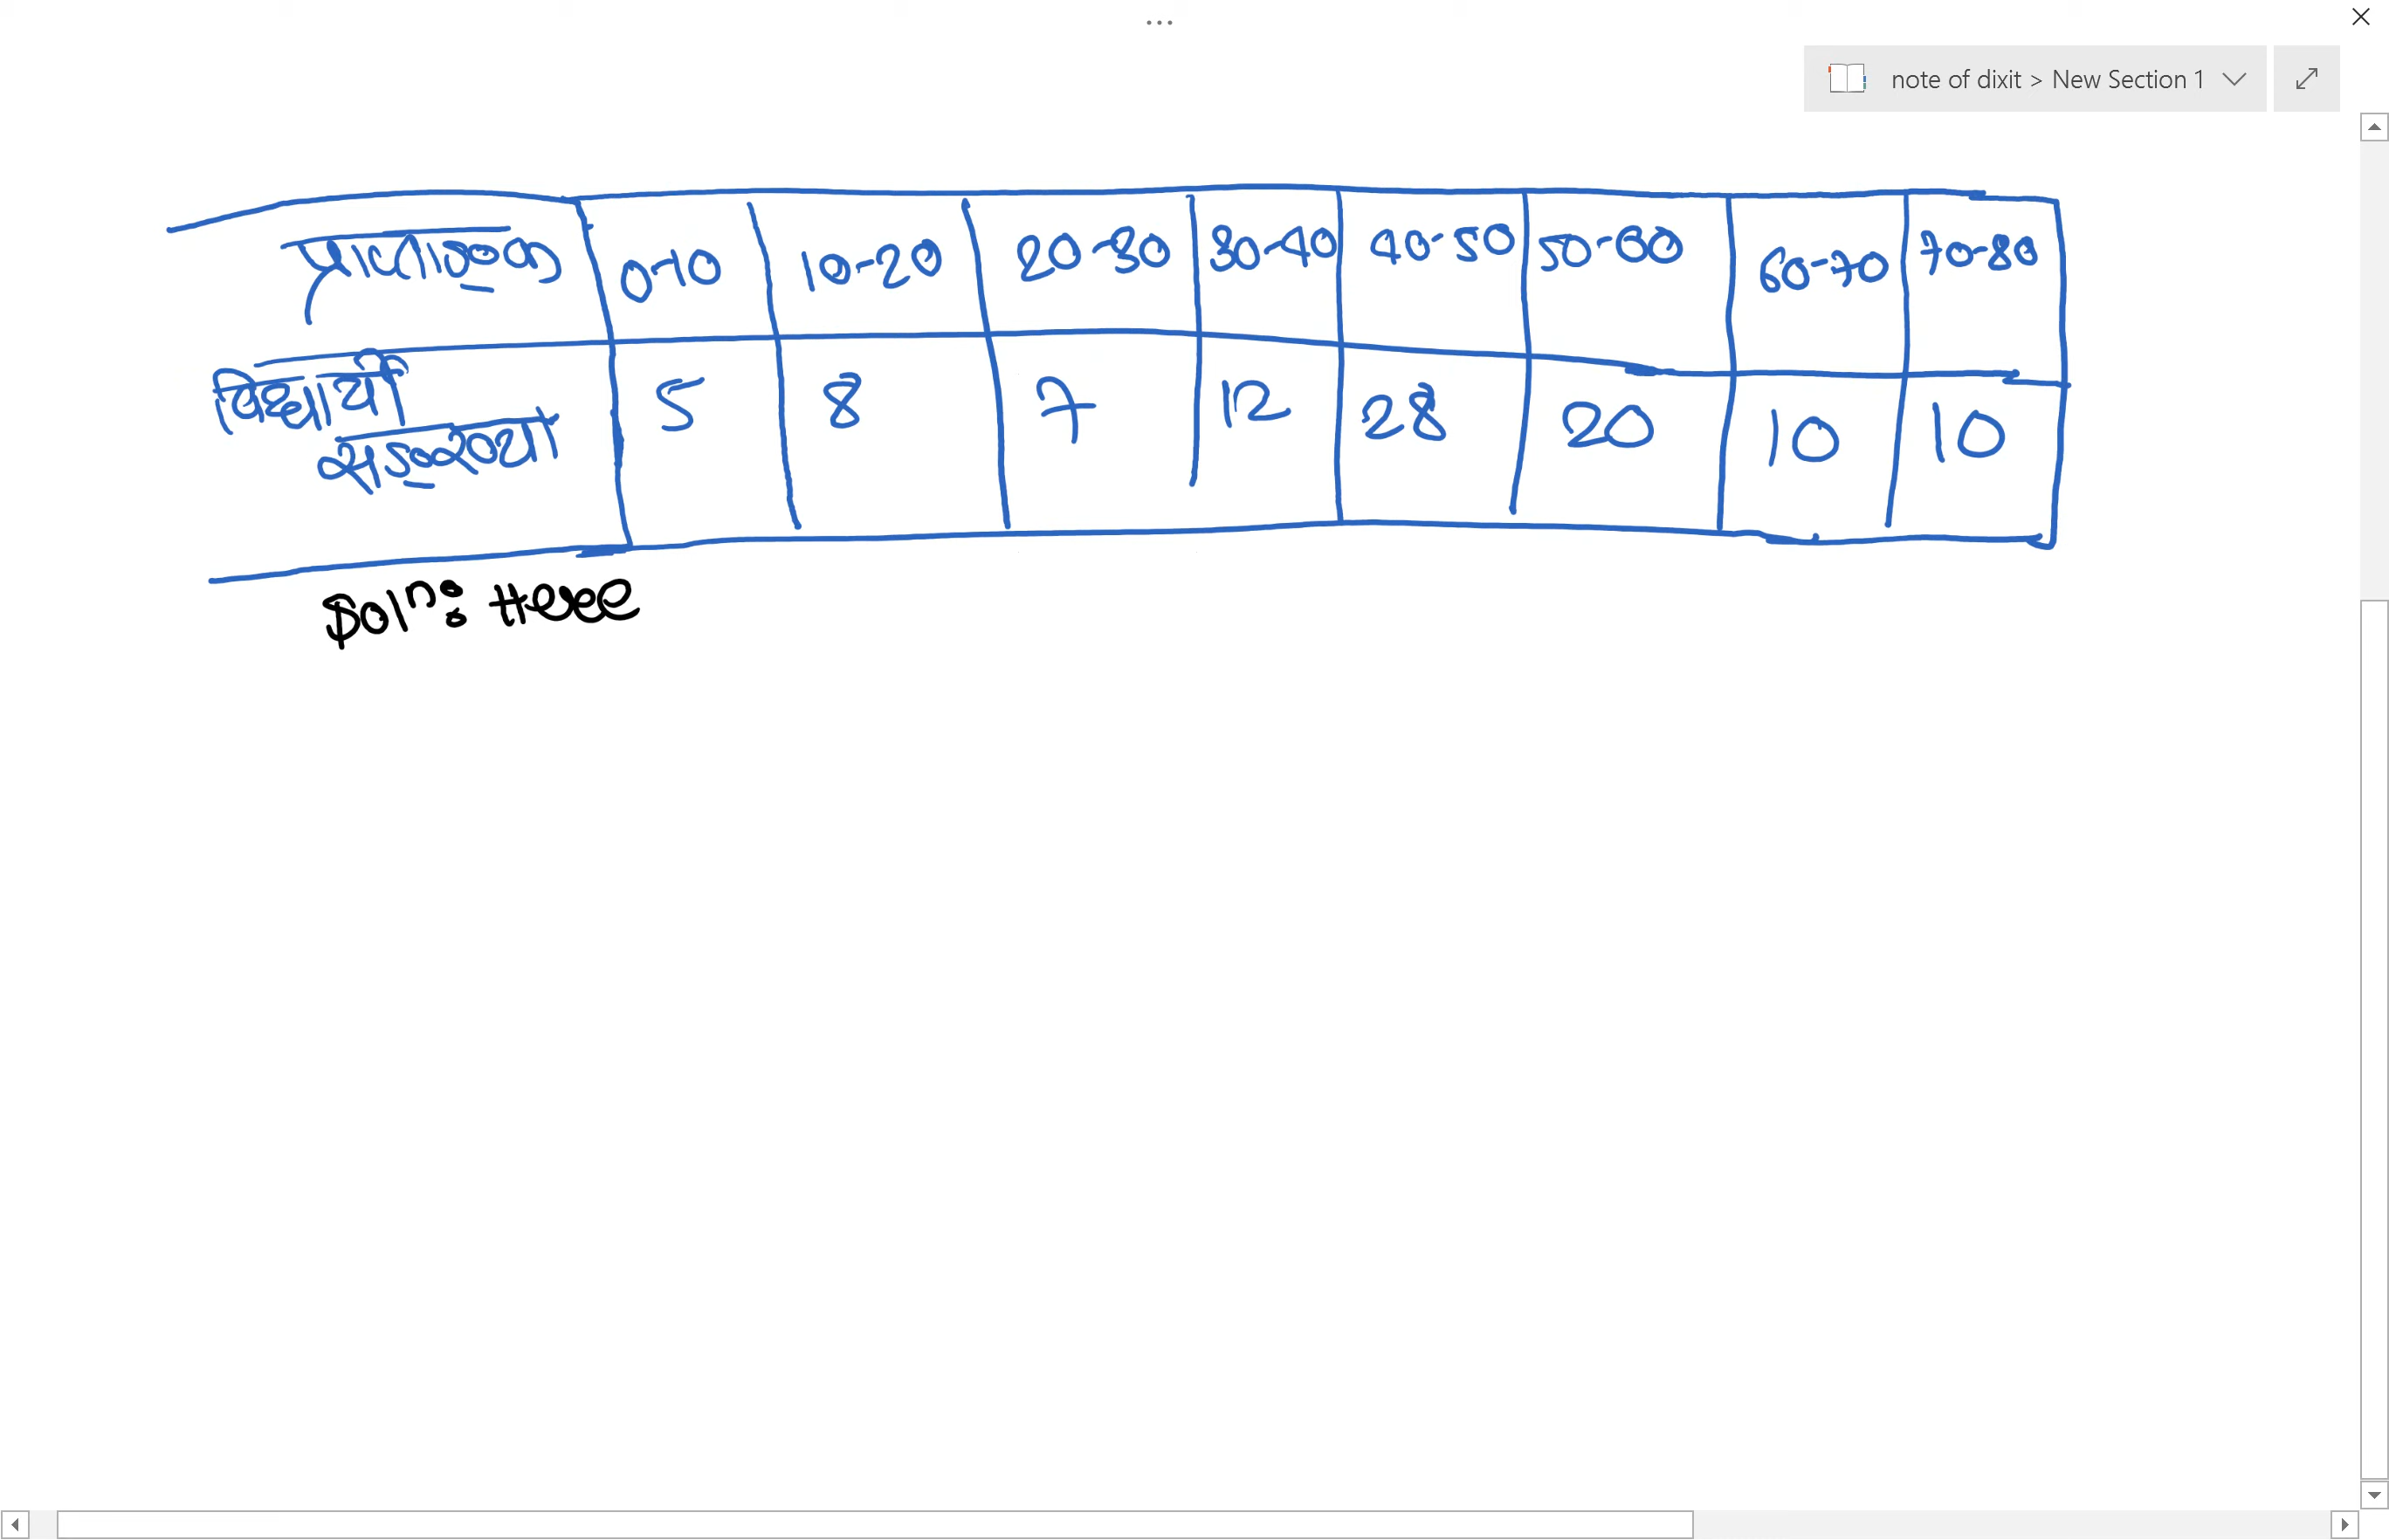 note of dixit > New Section 1
0-10 10-20 20-30 30-40 40-50 50-60 60-70 70-80
5 8 7 12 28 20 10 10
Solns Here